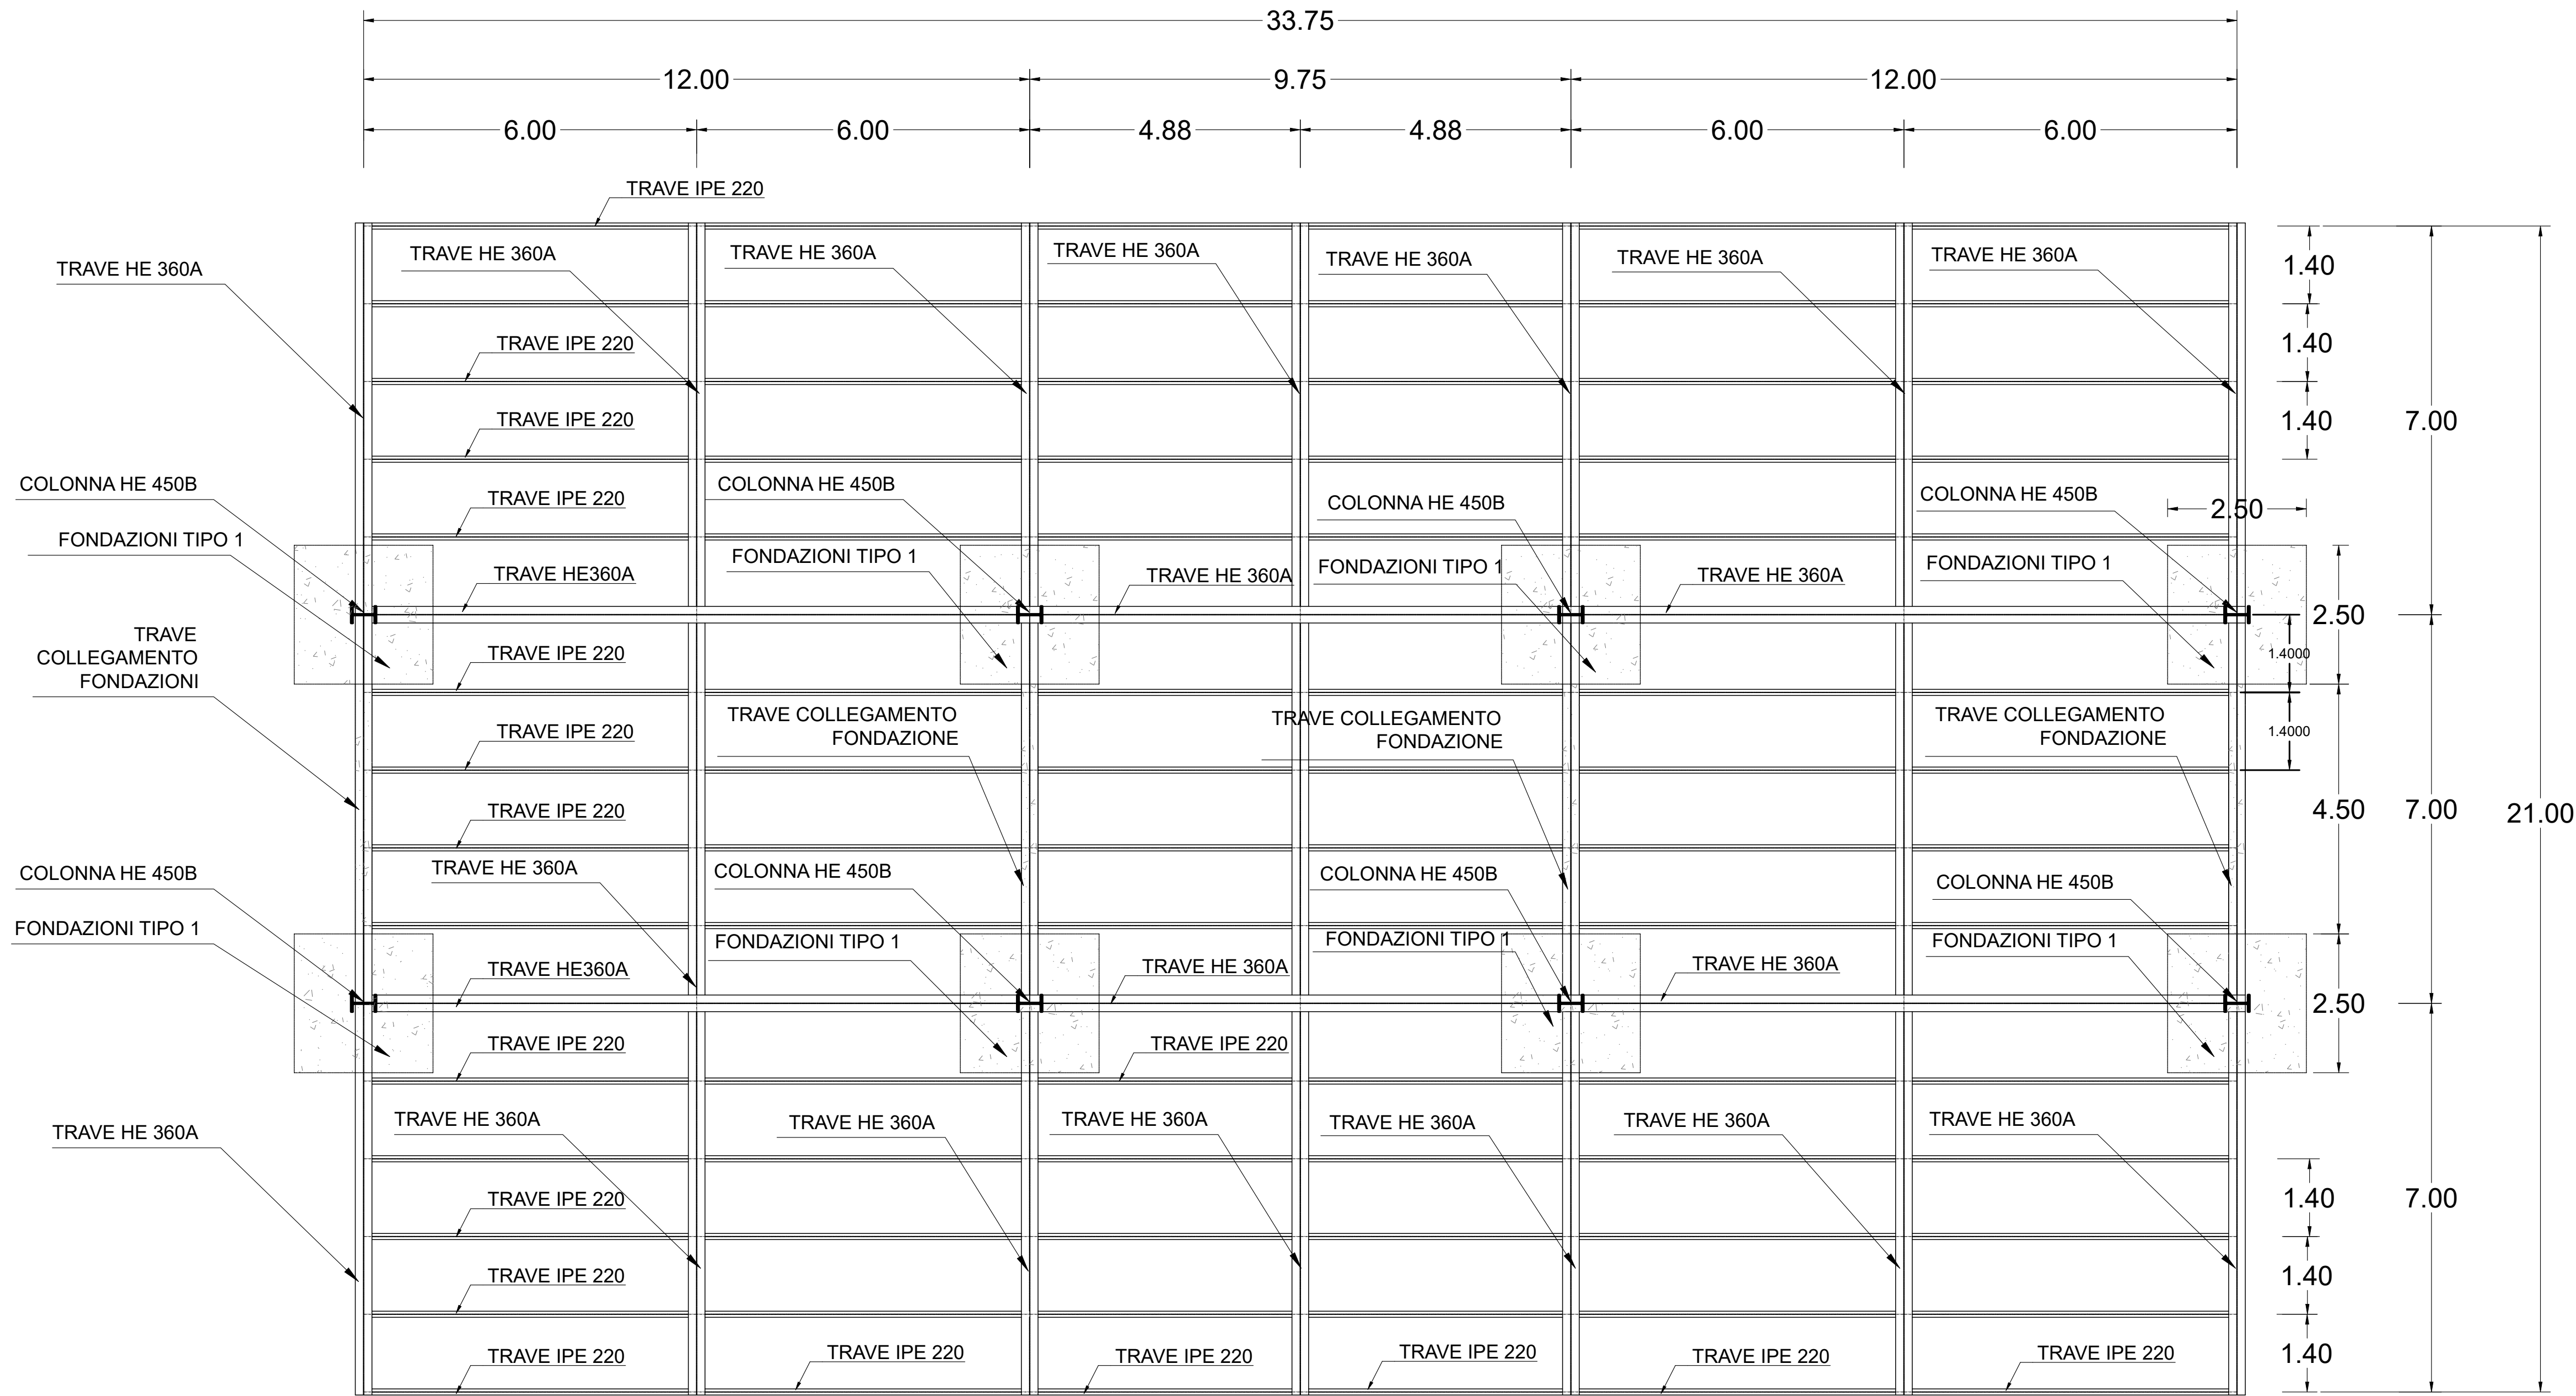 33.75
12.00
9.75
12.00
6.00
6.00
4.88
4.88
6.00
6.00
TRAVE IPE 220
TRAVE HE 360A
TRAVE HE 360A
TRAVE HE 360A
TRAVE HE 360A
TRAVE HE 360A
TRAVE HE 360A
TRAVE HE 360A
1.40
TRAVE IPE 220
1.40
TRAVE IPE 220
1.40
7.00
COLONNA HE 450B
TRAVE IPE 220
COLONNA HE 450B
COLONNA HE 450B
COLONNA HE 450B
2.50
FONDAZIONI TIPO 1
TRAVE HE360A
FONDAZIONI TIPO 1
TRAVE HE 360A
FONDAZIONI TIPO 1
TRAVE HE 360A
FONDAZIONI TIPO 1
2.50
TRAVE
COLLEGAMENTO
FONDAZIONI
TRAVE IPE 220
1.4000
TRAVE IPE 220
TRAVE COLLEGAMENTO
FONDAZIONE
TRAVE COLLEGAMENTO
FONDAZIONE
TRAVE COLLEGAMENTO
FONDAZIONE
1.4000
TRAVE IPE 220
4.50
7.00
21.00
COLONNA HE 450B
TRAVE HE 360A
COLONNA HE 450B
COLONNA HE 450B
COLONNA HE 450B
FONDAZIONI TIPO 1
FONDAZIONI TIPO 1
FONDAZIONI TIPO 1
FONDAZIONI TIPO 1
TRAVE HE360A
TRAVE HE 360A
TRAVE HE 360A
2.50
TRAVE IPE 220
TRAVE IPE 220
TRAVE HE 360A
TRAVE HE 360A
TRAVE HE 360A
TRAVE HE 360A
TRAVE HE 360A
TRAVE HE 360A
TRAVE HE 360A
TRAVE IPE 220
1.40
7.00
TRAVE IPE 220
1.40
TRAVE IPE 220
TRAVE IPE 220
TRAVE IPE 220
TRAVE IPE 220
TRAVE IPE 220
TRAVE IPE 220
1.40